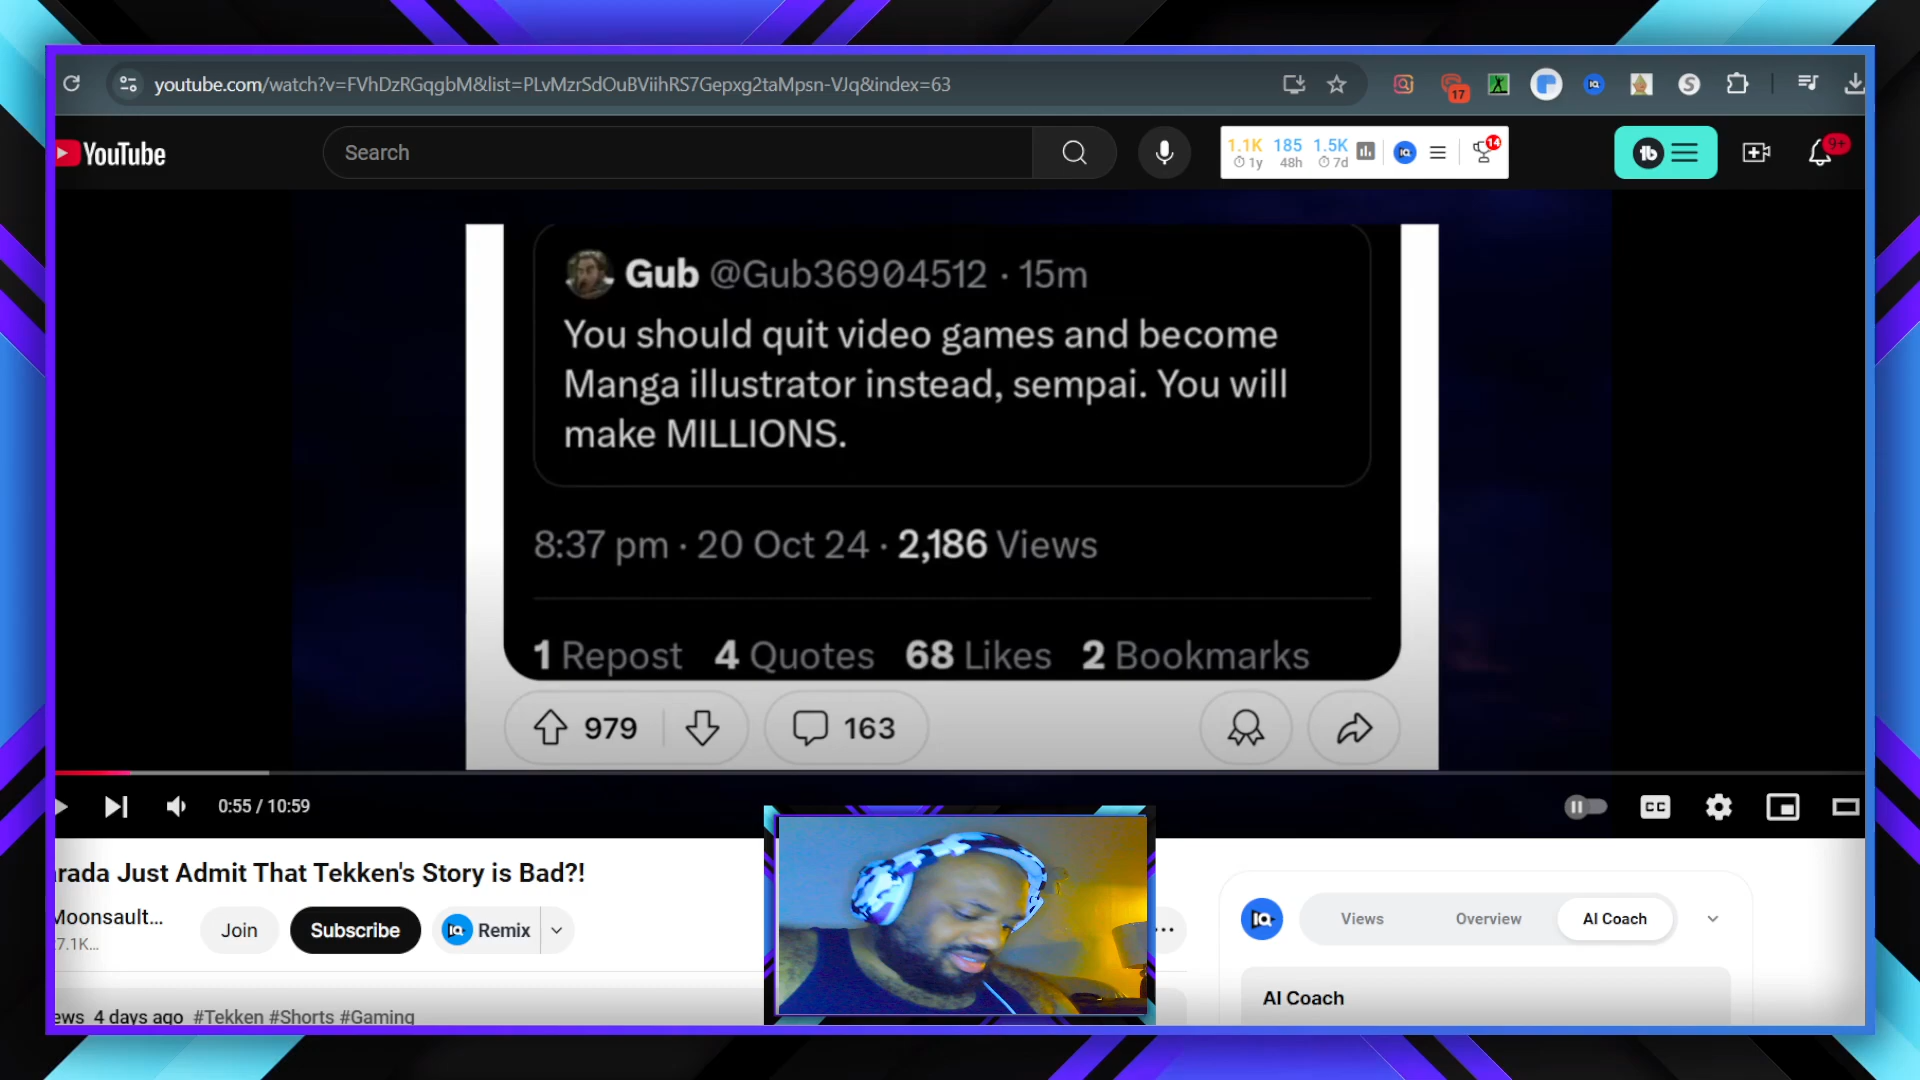 youtube.com/watch?v=FVhDzRGqgbM&list=PLvMzrSdOuBViihRS7Gepxg2taMpsn-VJq&index=63
17
YouTube
Search
1.1K 185 1.5K
1y 48h 7d
14
9+
Gub @Gub36904512 · 15m
You should quit video games and become
Manga illustrator instead, sempai. You will
make MILLIONS.
8:37 pm · 20 Oct 24 · 2,186 Views
1 Repost 4 Quotes 68 Likes 2 Bookmarks
979 163
0:55 / 10:59
CC
rada Just Admit That Tekken's Story is Bad?!
Moonsault...
7.1K...
Join
Subscribe
Remix
Views
Overview
AI Coach
AI Coach
ews 4 days ago #Tekken #Shorts #Gaming